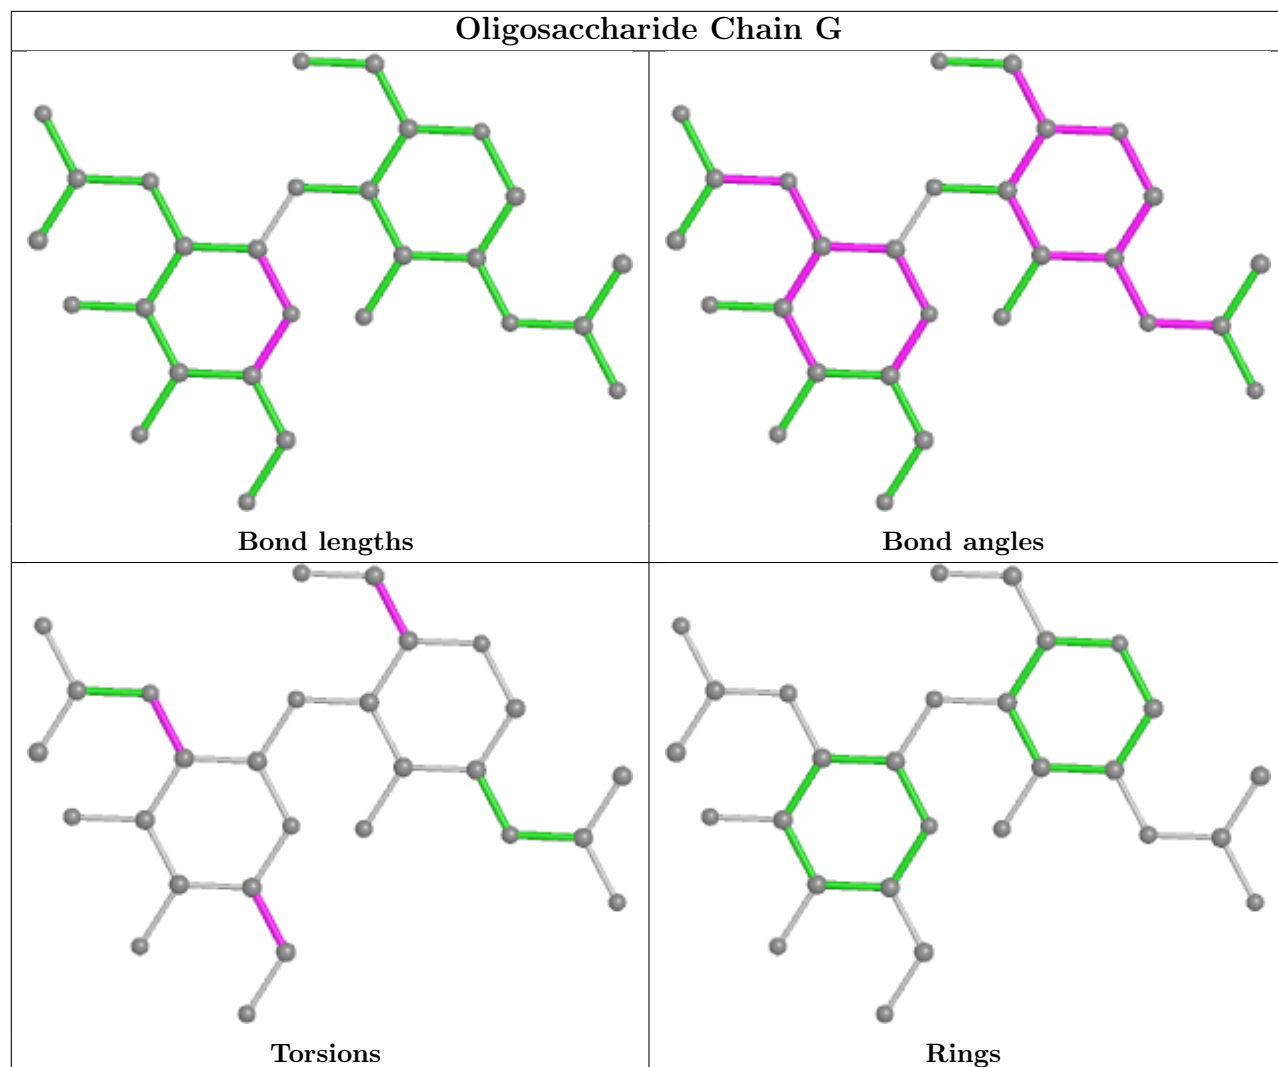 Oligosaccharide Chain G
Bond lengths
Bond angles
Torsions
Rings